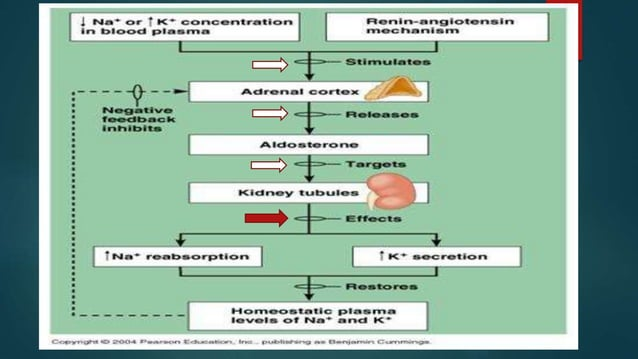 ↓ Na⁺ or ↑ K⁺ concentration
in blood plasma
Renin-angiotensin
mechanism
Stimulates
Adrenal cortex
Negative
feedback
inhibits
Releases
Aldosterone
Targets
Kidney tubules
Effects
↑Na⁺ reabsorption
↑K⁺ secretion
Restores
Homeostatic plasma
levels of Na⁺ and K⁺
Copyright © 2004 Pearson Education, Inc., publishing as Benjamin Cummings.